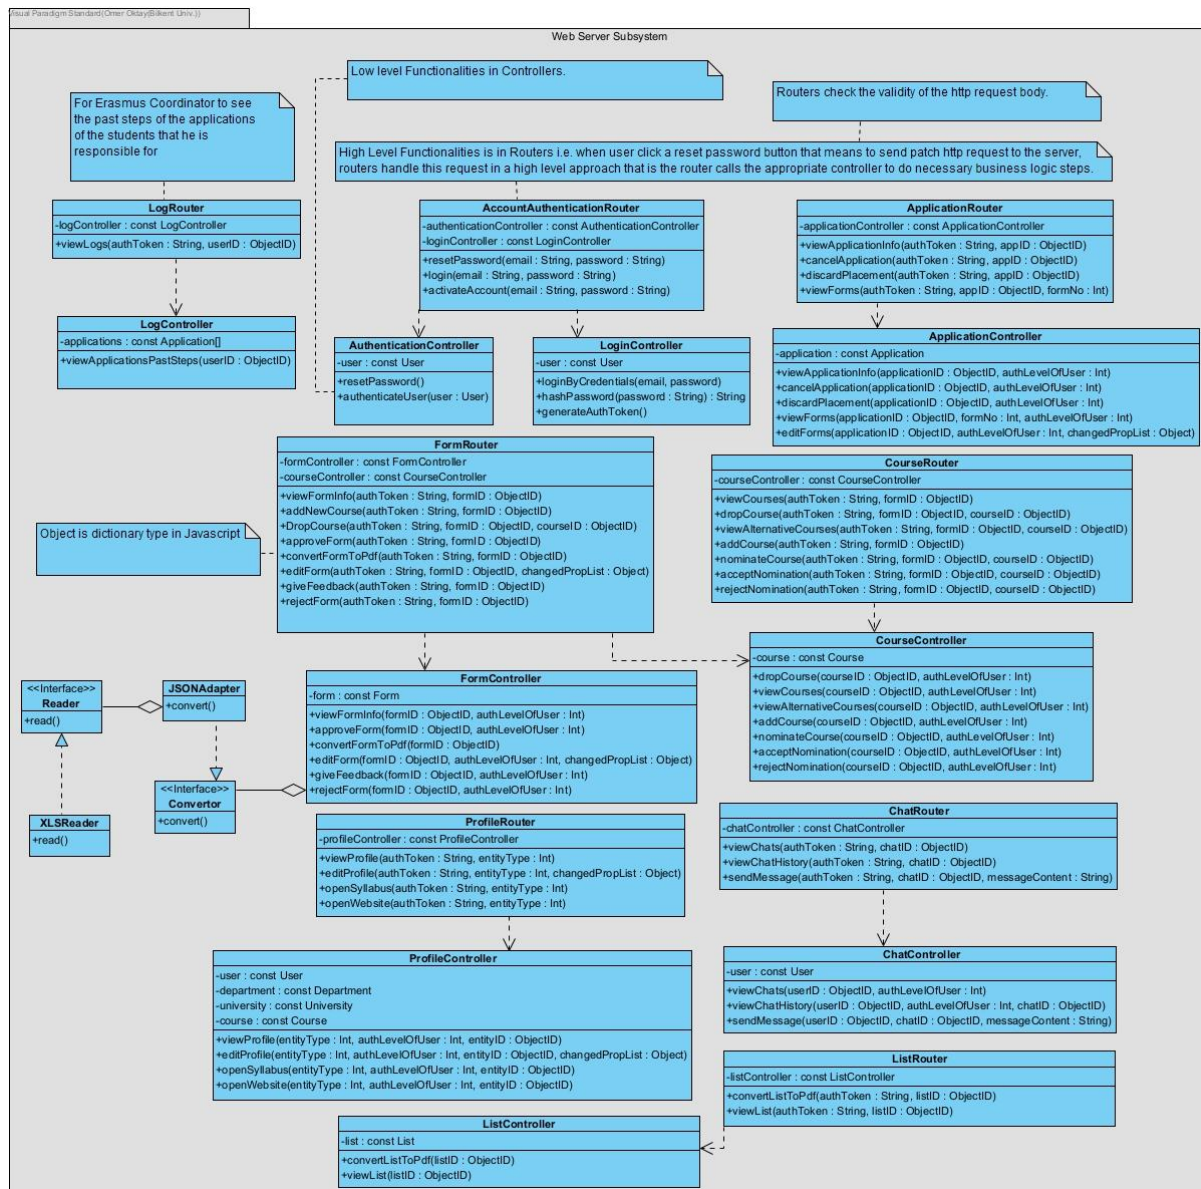 Visual Paradigm Standard(Omer Oktay(Bilkent Univ.))
Web Server Subsystem
Low level Functionalities in Controllers.
Routers check the validity of the http request body.
For Erasmus Coordinator to see
the past steps of the applications
of the students that he is
responsible for
High Level Functionalities is in Routers i.e. when user click a reset password button that means to send patch http request to the server,
routers handle this request in a high level approach that is the router calls the appropriate controller to do necessary business logic steps.
LogRouter
-logController : const LogController
+viewLogs(authToken : String, userID : ObjectID)
AccountAuthenticationRouter
-authenticationController : const AuthenticationController
-loginController : const LoginController
+resetPassword(email : String, password : String)
+login(email : String, password : String)
+activateAccount(email : String, password : String)
ApplicationRouter
-applicationController : const ApplicationController
+viewApplicationInfo(authToken : String, appID : ObjectID)
+cancelApplication(authToken : String, appID : ObjectID)
+discardPlacement(authToken : String, appID : ObjectID)
+viewForms(authToken : String, appID : ObjectID, formNo : Int)
LogController
-applications : const Application[]
+viewApplicationsPastSteps(userID : ObjectID)
AuthenticationController
-user : const User
+resetPassword()
+authenticateUser(user : User)
LoginController
-user : const User
+loginByCredentials(email, password)
+hashPassword(password : String) : String
+generateAuthToken()
ApplicationController
-application : const Application
+viewApplicationInfo(applicationID : ObjectID, authLevelOfUser : Int)
+cancelApplication(applicationID : ObjectID, authLevelOfUser : Int)
+discardPlacement(applicationID : ObjectID, authLevelOfUser : Int)
+viewForms(applicationID : ObjectID, formNo : Int, authLevelOfUser : Int)
+editForms(applicationID : ObjectID, authLevelOfUser : Int, changedPropList : Object)
FormRouter
-formController : const FormController
-courseController : const CourseController
+viewFormInfo(authToken : String, formID : ObjectID)
+addNewCourse(authToken : String, formID : ObjectID)
+DropCourse(authToken : String, formID : ObjectID, courseID : ObjectID)
+approveForm(authToken : String, formID : ObjectID)
+convertFormToPdf(authToken : String, formID : ObjectID)
+editForm(authToken : String, formID : ObjectID, changedPropList : Object)
+giveFeedback(authToken : String, formID : ObjectID)
+rejectForm(authToken : String, formID : ObjectID)
Object is dictionary type in Javascript
CourseRouter
-courseController : const CourseController
+viewCourses(authToken : String, formID : ObjectID)
+dropCourse(authToken : String, formID : ObjectID, courseID : ObjectID)
+viewAlternativeCourses(authToken : String, formID : ObjectID, courseID : ObjectID)
+addCourse(authToken : String, formID : ObjectID)
+nominateCourse(authToken : String, formID : ObjectID, courseID : ObjectID)
+acceptNomination(authToken : String, formID : ObjectID, courseID : ObjectID)
+rejectNomination(authToken : String, formID : ObjectID, courseID : ObjectID)
CourseController
-course : const Course
+dropCourse(courseID : ObjectID, authLevelOfUser : Int)
+viewCourses(courseID : ObjectID, authLevelOfUser : Int)
+viewAlternativeCourses(courseID : ObjectID, authLevelOfUser : Int)
+addCourse(courseID : ObjectID, authLevelOfUser : Int)
+nominateCourse(courseID : ObjectID, authLevelOfUser : Int)
+acceptNomination(courseID : ObjectID, authLevelOfUser : Int)
+rejectNomination(courseID : ObjectID, authLevelOfUser : Int)
<<Interface>>
Reader
+read()
JSONAdapter
+convert()
FormController
-form : const Form
+viewFormInfo(formID : ObjectID, authLevelOfUser : Int)
+approveForm(formID : ObjectID, authLevelOfUser : Int)
+convertFormToPdf(formID : ObjectID)
+editForm(formID : ObjectID, authLevelOfUser : Int, changedPropList : Object)
+giveFeedback(formID : ObjectID, authLevelOfUser : Int)
+rejectForm(formID : ObjectID, authLevelOfUser : Int)
<<Interface>>
Convertor
+convert()
XLSReader
+read()
ProfileRouter
-profileController : const ProfileController
+viewProfile(authToken : String, entityType : Int)
+editProfile(authToken : String, entityType : Int, changedPropList : Object)
+openSyllabus(authToken : String, entityType : Int)
+openWebsite(authToken : String, entityType : Int)
ChatRouter
-chatController : const ChatController
+viewChats(authToken : String, chatID : ObjectID)
+viewChatHistory(authToken : String, chatID : ObjectID)
+sendMessage(authToken : String, chatID : ObjectID, messageContent : String)
ProfileController
-user : const User
-department : const Department
-university : const University
-course : const Course
+viewProfile(entityType : Int, authLevelOfUser : Int, entityID : ObjectID)
+editProfile(entityType : Int, authLevelOfUser : Int, entityID : ObjectID, changedPropList : Object)
+openSyllabus(entityType : Int, authLevelOfUser : Int, entityID : ObjectID)
+openWebsite(entityType : Int, authLevelOfUser : Int, entityID : ObjectID)
ChatController
-user : const User
+viewChats(userID : ObjectID, authLevelOfUser : Int)
+viewChatHistory(userID : ObjectID, authLevelOfUser : Int, chatID : ObjectID)
+sendMessage(userID : ObjectID, chatID : ObjectID, messageContent : String)
ListRouter
-listController : const ListController
+convertListToPdf(authToken : String, listID : ObjectID)
+viewList(authToken : String, listID : ObjectID)
ListController
-list : const List
+convertListToPdf(listID : ObjectID)
+viewList(listID : ObjectID)